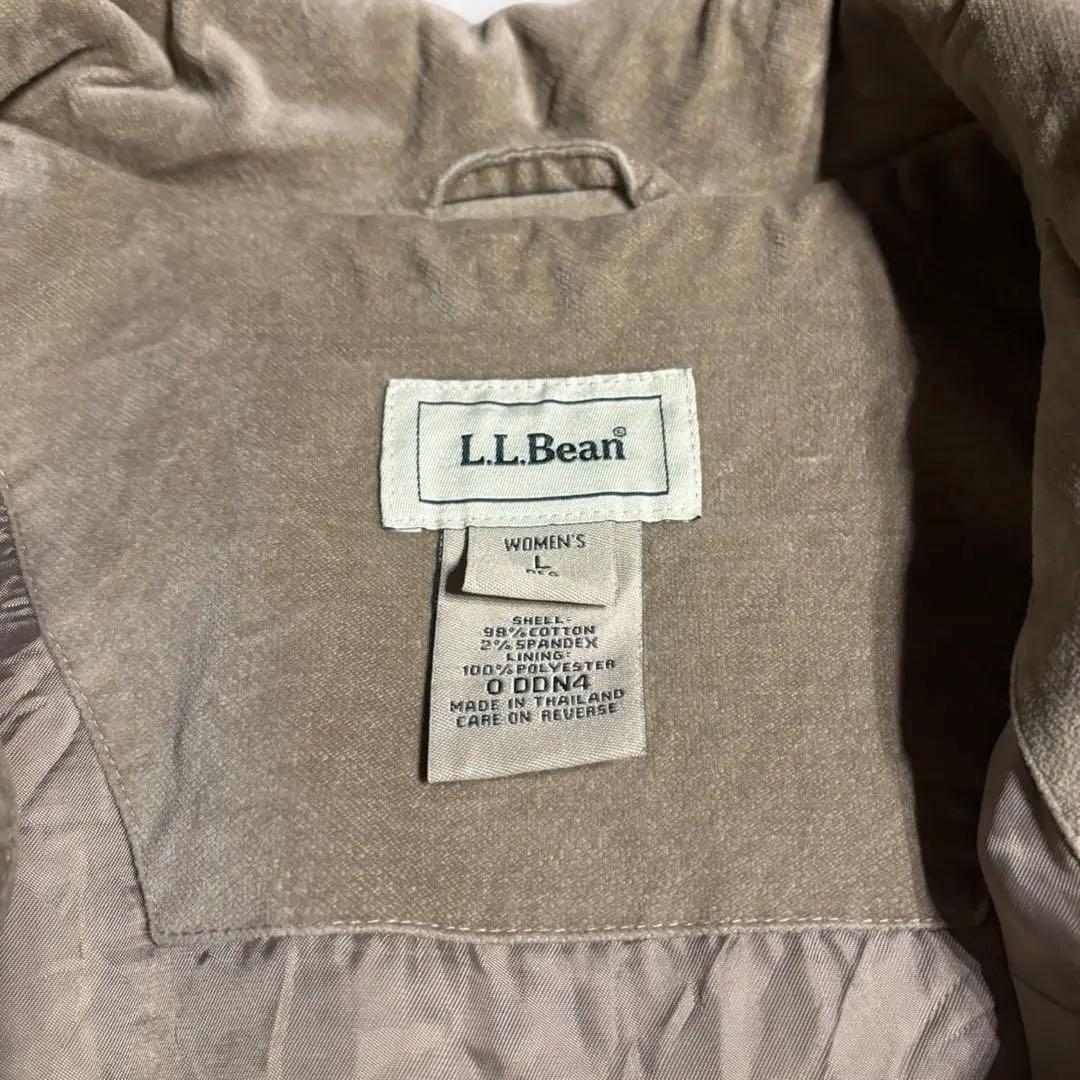 L.L.Bean®
WOMEN'S
L
SHELL:
98% COTTON
2% SPANDEX
LINING:
100% POLYESTER
0 DDN4
MADE IN THAILAND
CARE ON REVERSE